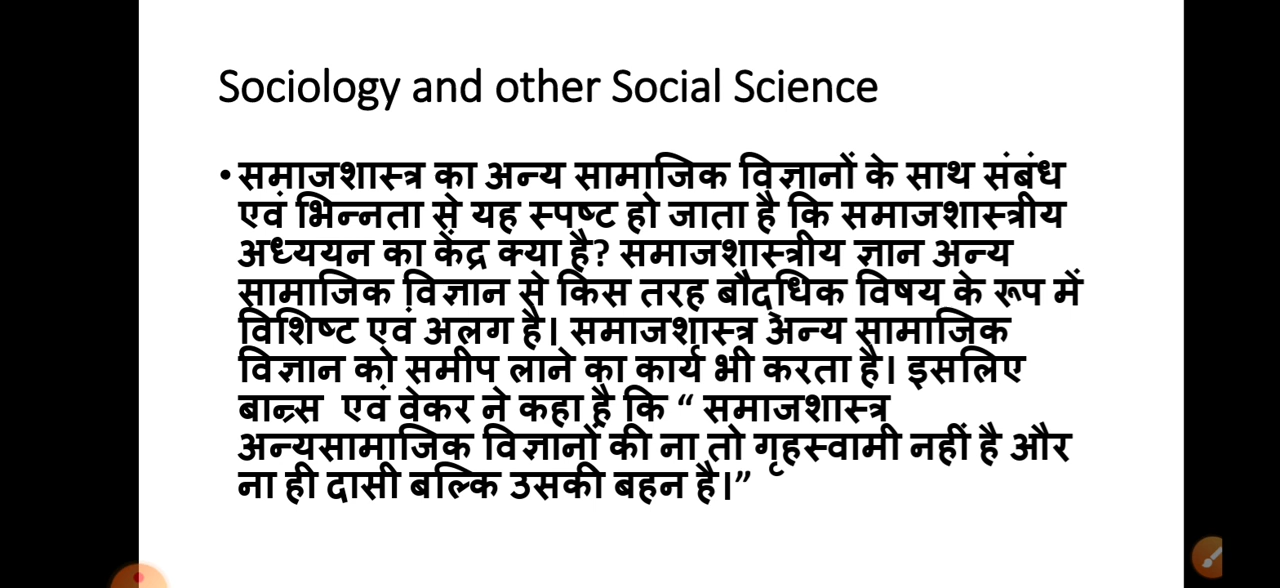 Sociology and other Social Science
• समाजशास्त्र का अन्य सामाजिक विज्ञानों के साथ संबंध
एवं भिन्नता से यह स्पष्ट हो जाता है कि समाजशास्त्रीय
अध्ययन का केंद्र क्या है? समाजशास्त्रीय ज्ञान अन्य
सामाजिक विज्ञान से किस तरह बौद्धिक विषय के रूप में
विशिष्ट एवं अलग है। समाजशास्त्र अन्य सामाजिक
विज्ञान को समीप लाने का कार्य भी करता है। इसलिए
बान्र्स एवं वेकर ने कहा है कि “ समाजशास्त्र
अन्यसामाजिक विज्ञानों की ना तो गृहस्वामी नहीं है और
ना ही दासी बल्कि उसकी बहन है।”